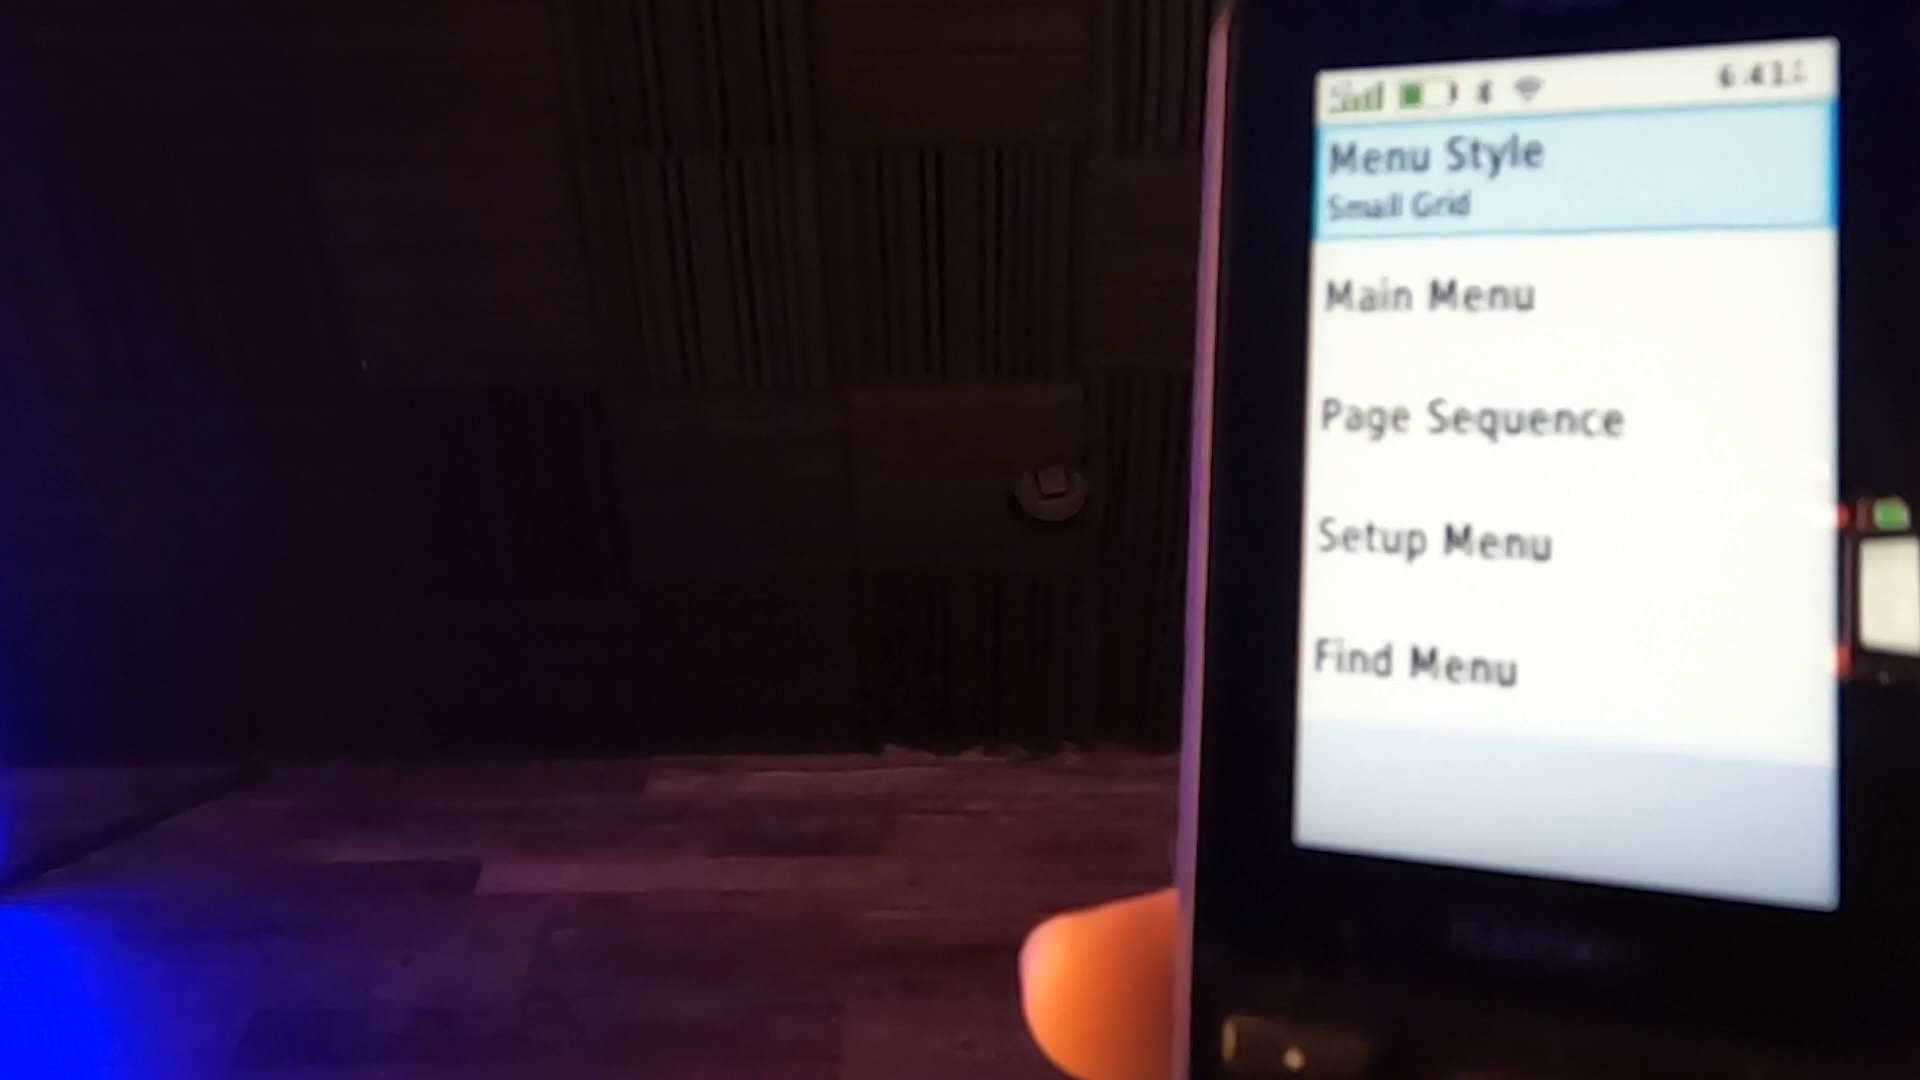 Menu Style
Small Grid
Main Menu
Page Sequence
Setup Menu
Find Menu